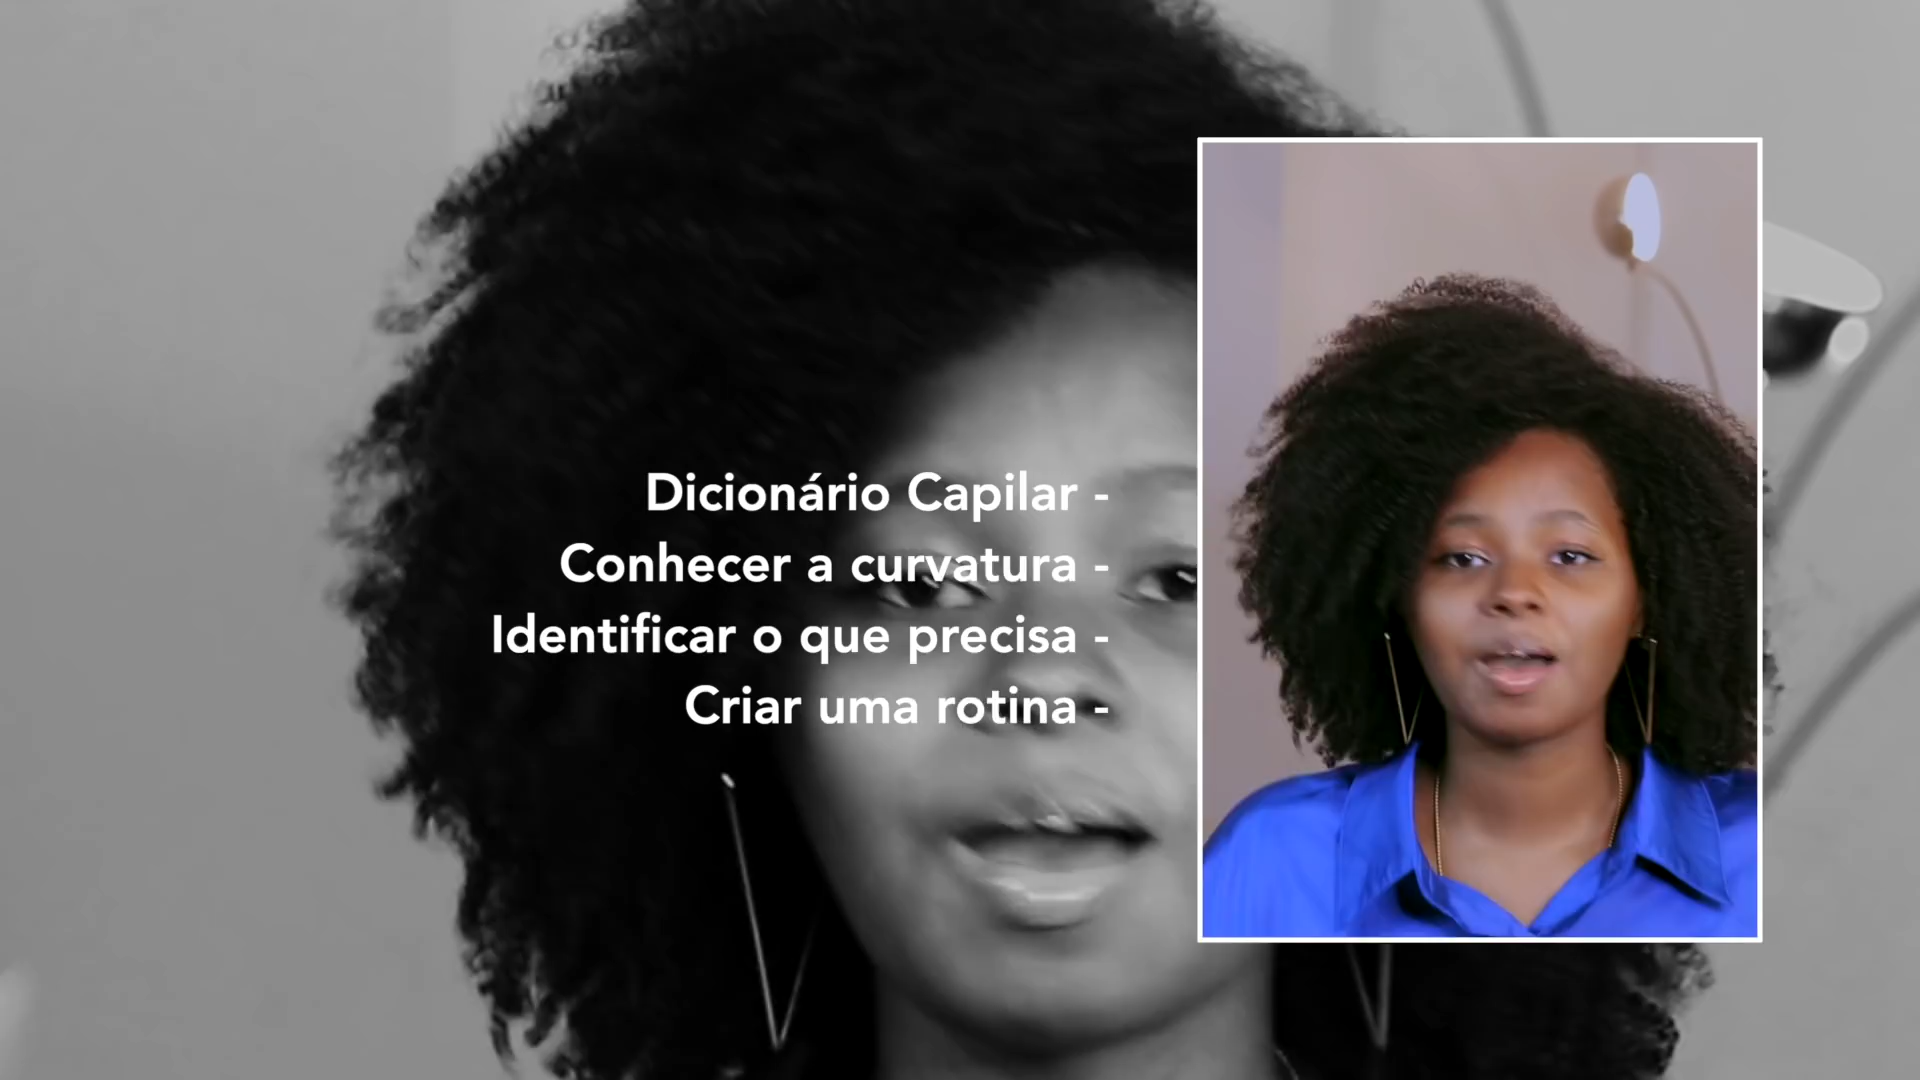 Dicionário Capilar -
Conhecer a curvatura -
Identificar o que precisa -
Criar uma rotina -